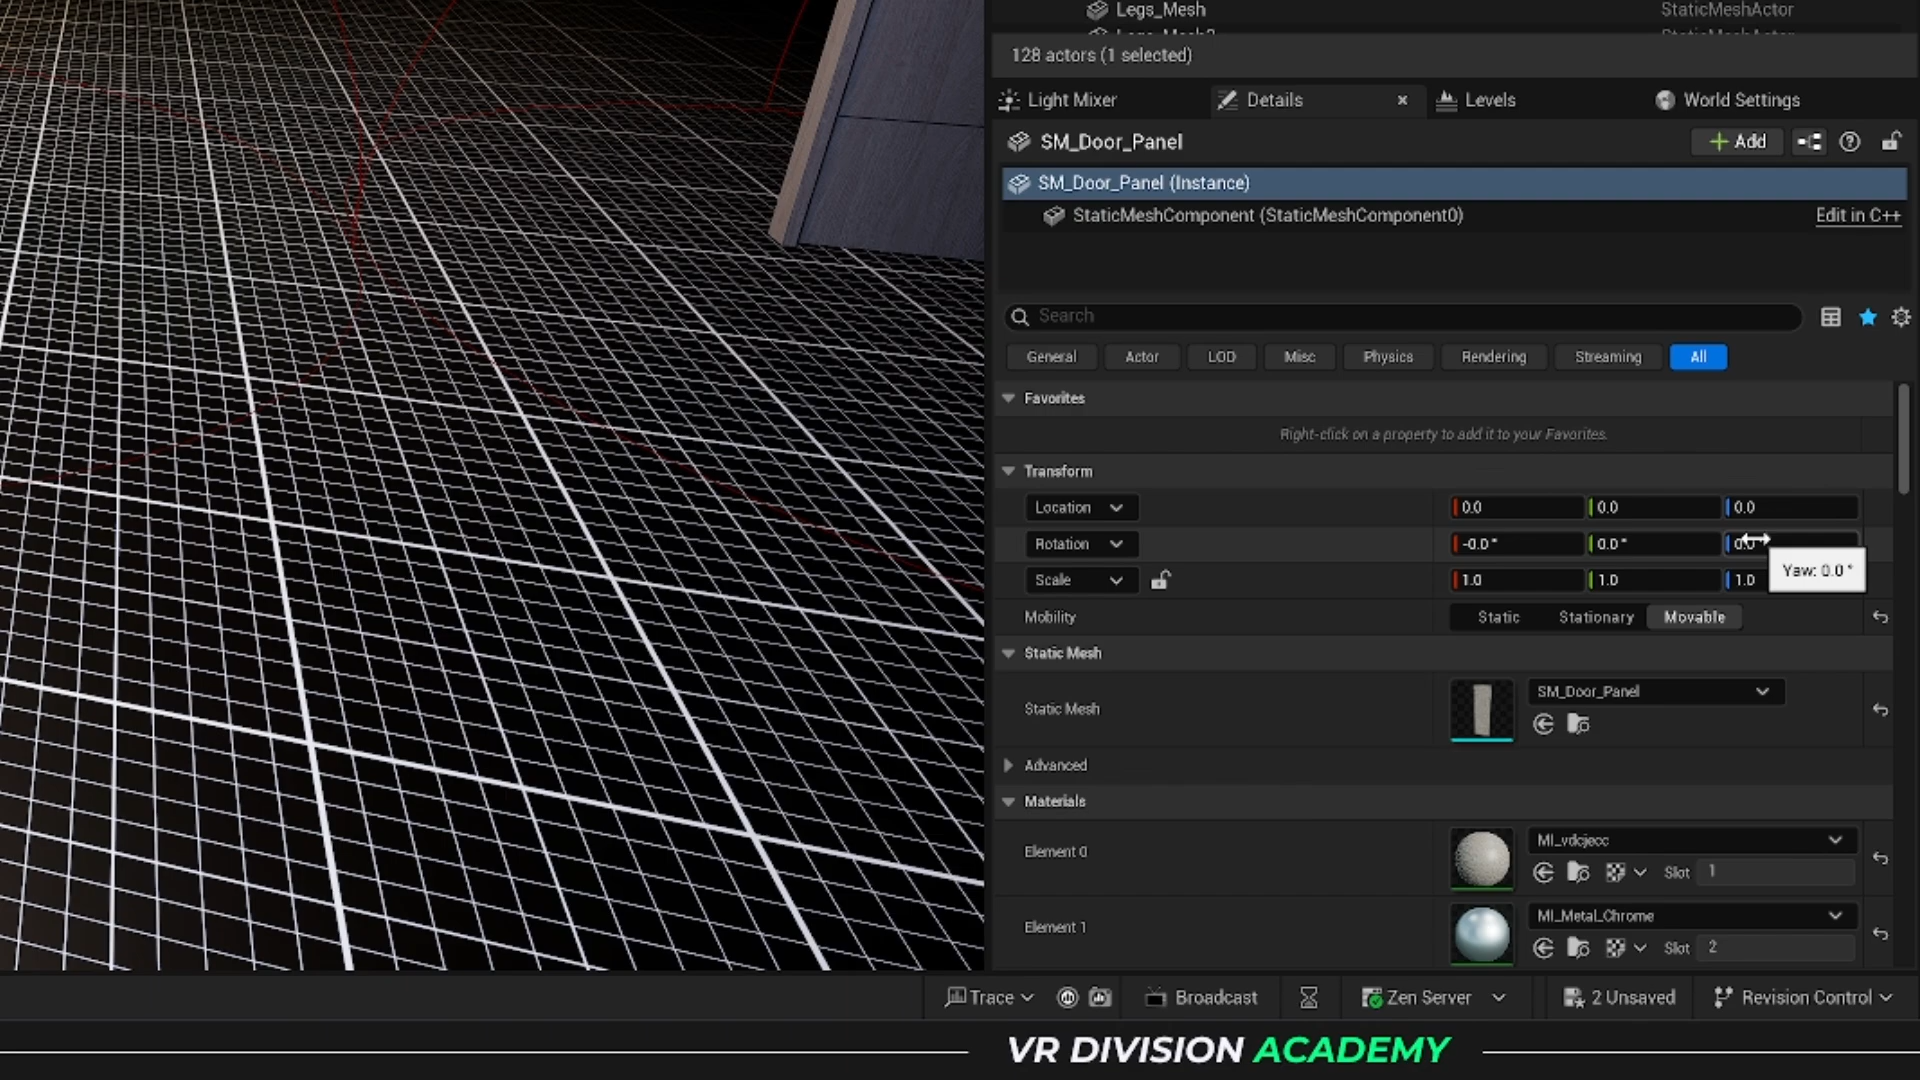 Legs_Mesh StaticMeshActor
128 actors (1 selected)
Light Mixer Details Levels World Settings
SM_Door_Panel Add
SM_Door_Panel (Instance)
StaticMeshComponent (StaticMeshComponent0) Edit in C++
Search
General Actor LOD Misc Physics Rendering Streaming All
Favorites
Right-click on a property to add it to your Favorites.
Transform
Location 0.0 0.0 0.0
Rotation -0.0 ° 0.0 ° 0.0
Yaw: 0.0 °
Scale 1.0 1.0 1.0
Mobility Static Stationary Movable
Static Mesh
Static Mesh SM_Door_Panel
Advanced
Materials
Element 0 MI_vdcjecc
Slot 1
Element 1 MI_Metal_Chrome
Slot 2
Trace Broadcast Zen Server 2 Unsaved Revision Control
VR DIVISION ACADEMY